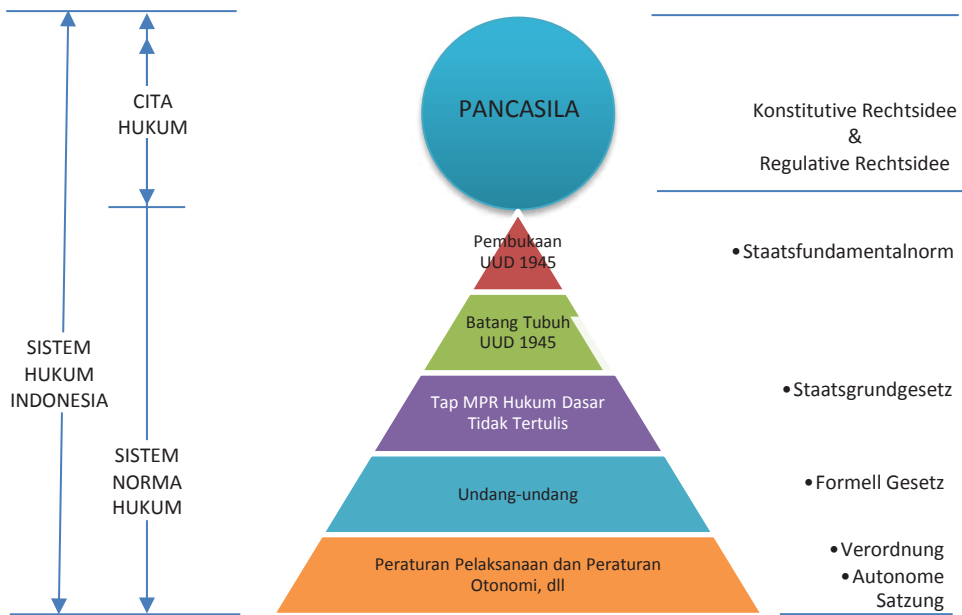 CITA
HUKUM
SISTEM
HUKUM
INDONESIA
SISTEM
NORMA
HUKUM
PANCASILA
Pembukaan
UUD 1945
Batang Tubuh
UUD 1945
Tap MPR Hukum Dasar
Tidak Tertulis
Undang-undang
Peraturan Pelaksanaan dan Peraturan
Otonomi, dll
Konstitutive Rechtsidee
&
Regulative Rechtsidee
•Staatsfundamentalnorm
•Staatsgrundgesetz
•Formell Gesetz
•Verordnung
•Autonome
Satzung